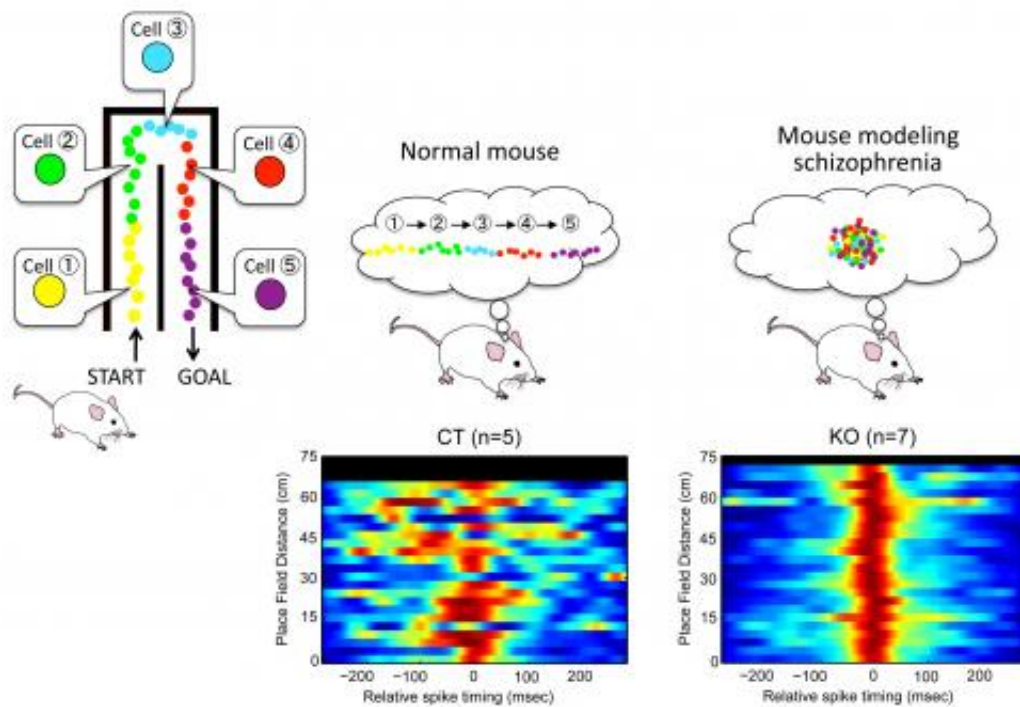 Cell ③
Cell ②
Cell ④
Cell ①
Cell ⑤
START
GOAL
Normal mouse
①→②→③→④→⑤
Mouse modeling
schizophrenia
CT (n=5)
Place Field Distance (cm)
75
60
45
30
15
0
−200
−100
0
100
200
Relative spike timing (msec)
KO (n=7)
Place Field Distance (cm)
75
60
45
30
15
0
−200
−100
0
100
200
Relative spike timing (msec)